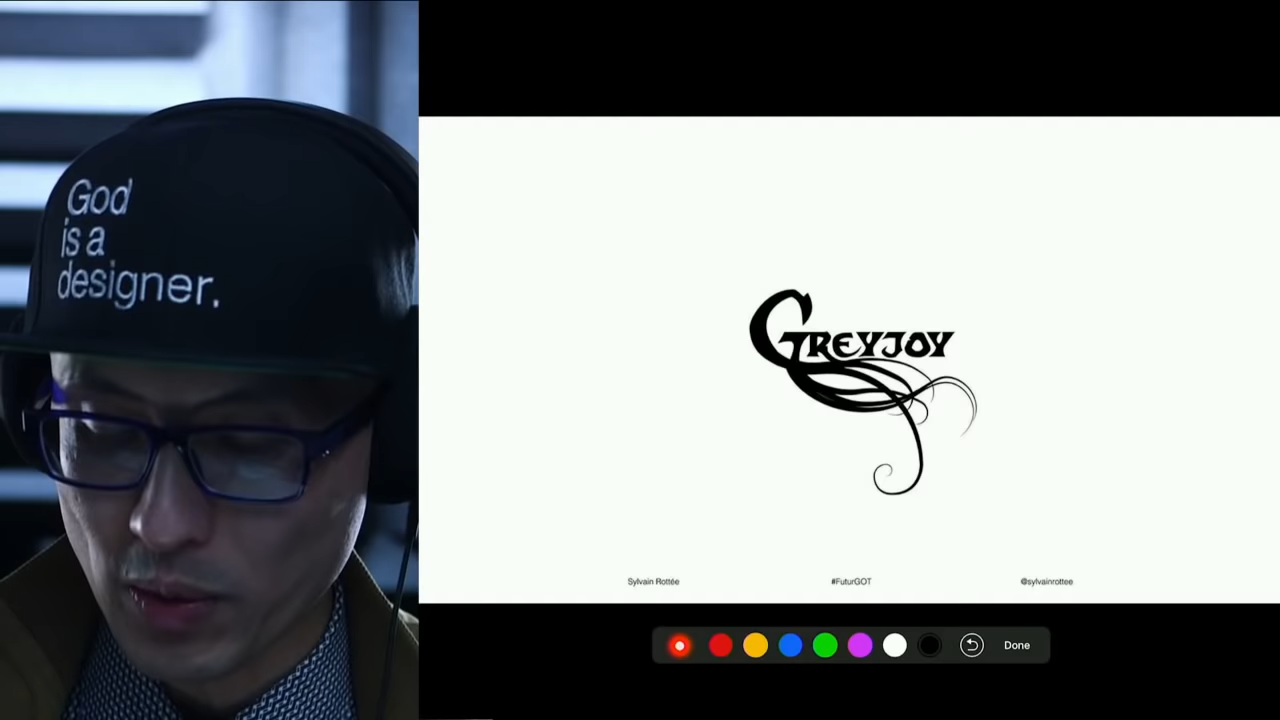 God
is a
designer.
GREYJOY
Sylvain Rottée
#FuturGOT
@sylvainrottee
Done